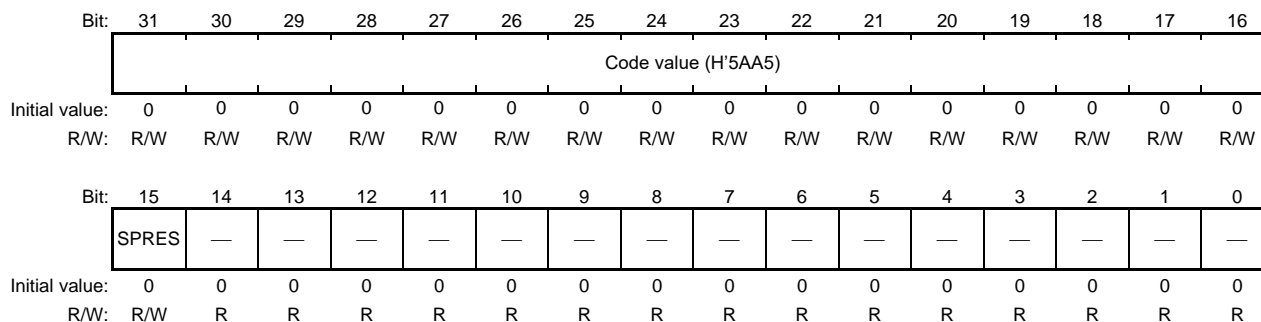 Bit: 31 30 29 28 27 26 25 24 23 22 21 20 19 18 17 16
Code value (H'5AA5)
Initial value: 0 0 0 0 0 0 0 0 0 0 0 0 0 0 0 0
R/W: R/W R/W R/W R/W R/W R/W R/W R/W R/W R/W R/W R/W R/W R/W R/W R/W
Bit: 15 14 13 12 11 10 9 8 7 6 5 4 3 2 1 0
SPRES — — — — — — — — — — — — — — —
Initial value: 0 0 0 0 0 0 0 0 0 0 0 0 0 0 0 0
R/W: R/W R R R R R R R R R R R R R R R